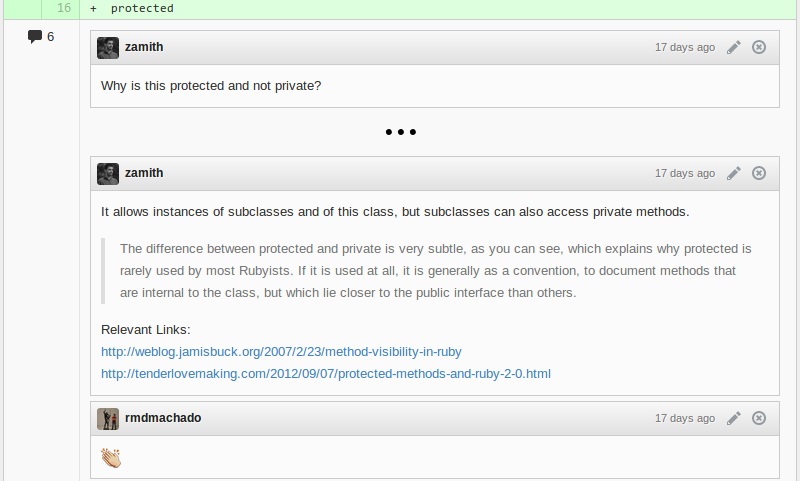 16 + protected
6
zamith 17 days ago
Why is this protected and not private?
•••
zamith 17 days ago
It allows instances of subclasses and of this class, but subclasses can also access private methods.
The difference between protected and private is very subtle, as you can see, which explains why protected is
rarely used by most Rubyists. If it is used at all, it is generally as a convention, to document methods that
are internal to the class, but which lie closer to the public interface than others.
Relevant Links:
http://weblog.jamisbuck.org/2007/2/23/method-visibility-in-ruby
http://tenderlovemaking.com/2012/09/07/protected-methods-and-ruby-2-0.html
rmdmachado 17 days ago